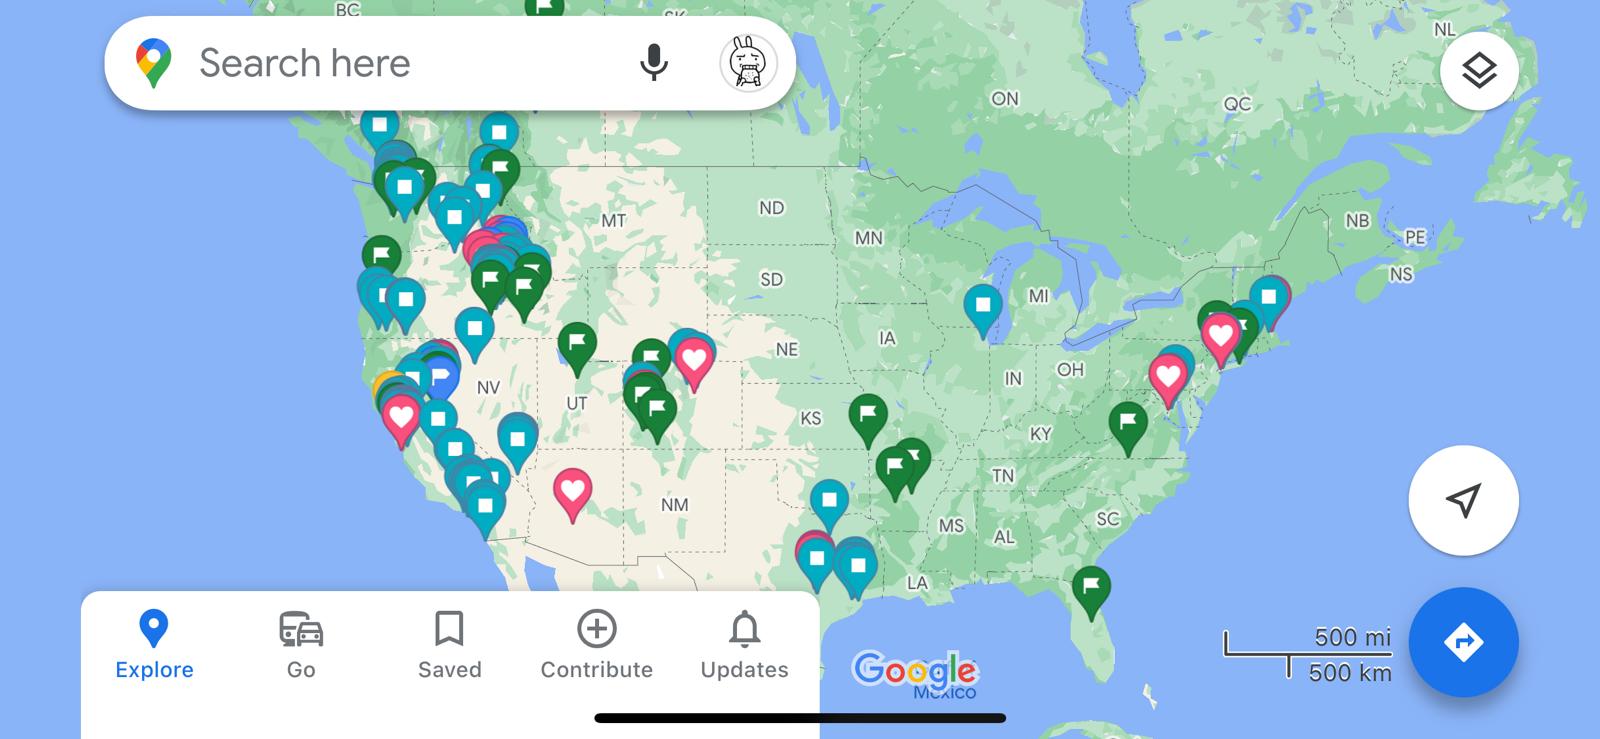 BC
SK
NL
Search here
ON
QC
MT
ND
MN
NB
PE
NS
SD
MI
IA
NE
NV
UT
IN
OH
KS
KY
NM
TN
MS
AL
SC
LA
Explore
Go
Saved
Contribute
Updates
Google
Mexico
500 mi
500 km